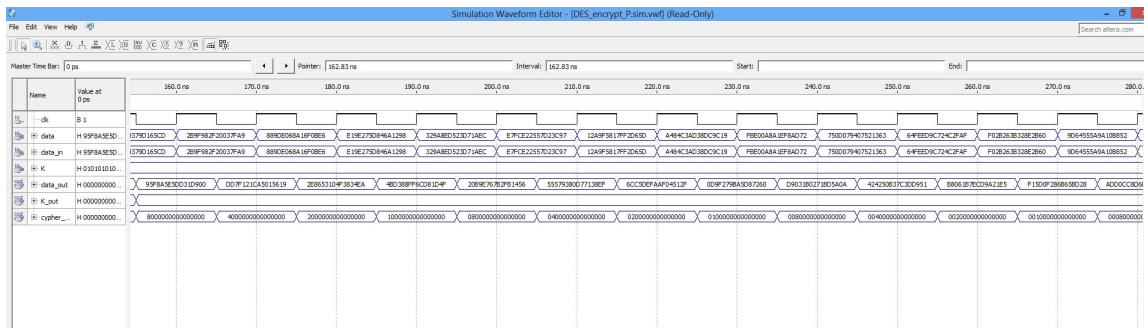 Simulation Waveform Editor - [DES_encrypt_P.sim.vwf] (Read-Only)
File Edit View Help
Search altera.com
Master Time Bar: 0 ps Pointer: 162.83 ns Interval: 162.83 ns Start: End:
Name Value at 0 ps 160.0 ns 170.0 ns 180.0 ns 190.0 ns 200.0 ns 210.0 ns 220.0 ns 230.0 ns 240.0 ns 250.0 ns 260.0 ns 270.0 ns 280.0
clk B 1
data H 95F8A5E5D... 0379D165CD 2B9F982F20037FA9 889DE068A16F0BE6 E19E275D846A1298 329A8ED523D71AEC E7FCE22557D23C97 12A9F5817FF2D65D A484C3AD38DC9C19 FBE00A8A1EF8AD72 750D079407521363 64FEED9C724C2FAF F02B263B328E2B60 9D64555A9A10B852
data_in H 95F8A5E5D... 0379D165CD 2B9F982F20037FA9 889DE068A16F0BE6 E19E275D846A1298 329A8ED523D71AEC E7FCE22557D23C97 12A9F5817FF2D65D A484C3AD38DC9C19 FBE00A8A1EF8AD72 750D079407521363 64FEED9C724C2FAF F02B263B328E2B60 9D64555A9A10B852
K H 010101010...
data_out H 000000000... 95F8A5E5DD31D900 DD7F121CA5015619 2E8653104F3834EA 4BD388FF6CD81D4F 20B9E767B2FB1456 55579380D77138EF 6CC5DEFAAF04512F 0D9F279BA5D87260 D9031B0271BD5A0A 424250B37C3DD951 B8061B7ECD9A21E5 F15D0F286B65BD28 ADD0CC8D6
K_out H 000000000...
cypher_... H 000000000... 8000000000000000 4000000000000000 2000000000000000 1000000000000000 0800000000000000 0400000000000000 0200000000000000 0100000000000000 0080000000000000 0040000000000000 0020000000000000 0010000000000000 0008000000